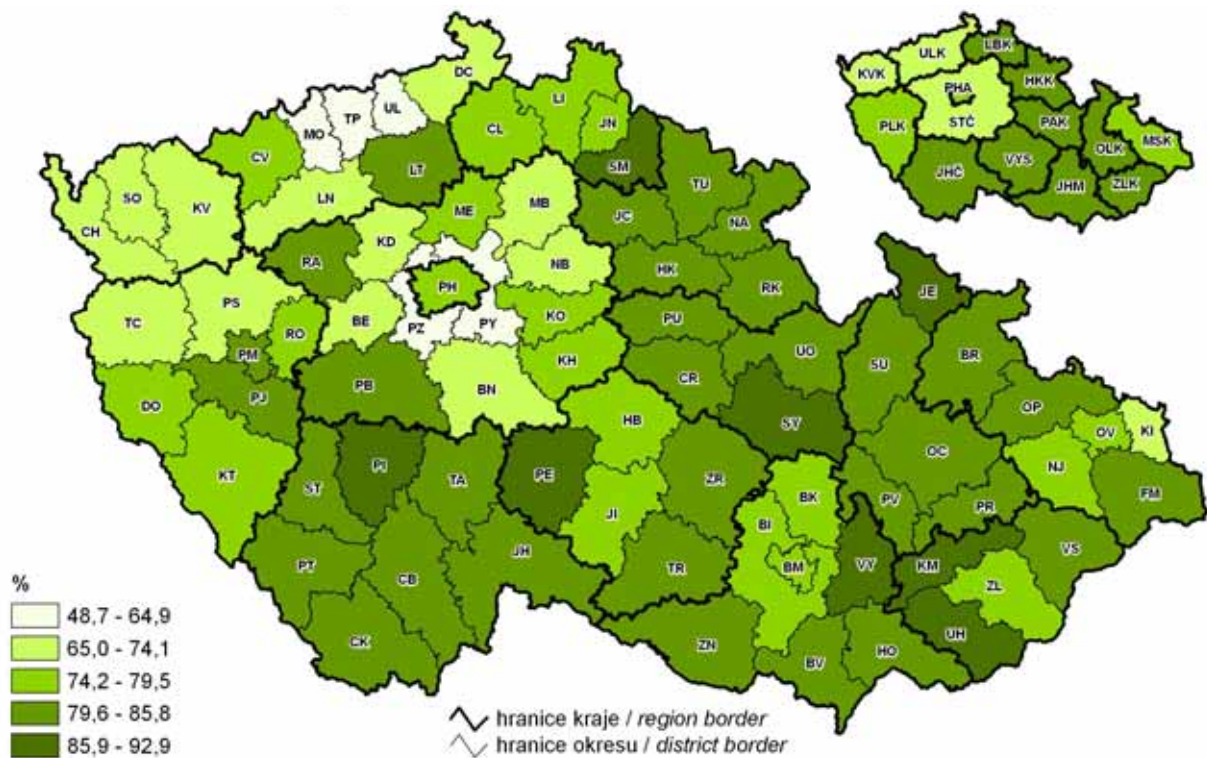 DC
LI
JN
UL
TP
MO
CL
CV
LT
SM
TU
SO
KV
LN
ME
MB
JC
NA
CH
RA
KD
NB
HK
RK
PH
TC
PS
RO
BE
PZ
PY
KO
PU
UO
JE
PM
PJ
PB
BN
KH
CR
SU
BR
DO
HB
SY
OP
OV
KI
KT
ST
PI
TA
PE
ZR
OC
NJ
FM
JI
BK
BI
PV
PR
PT
CB
JH
TR
BM
VY
KM
VS
ZL
CK
ZN
BV
HO
UH
KVK
ULK
LBK
HKK
PHA
STČ
PLK
PAK
OLK
MSK
JHČ
VYS
JHM
ZLK
%
48,7 - 64,9
65,0 - 74,1
74,2 - 79,5
79,6 - 85,8
85,9 - 92,9
hranice kraje / region border
hranice okresu / district border